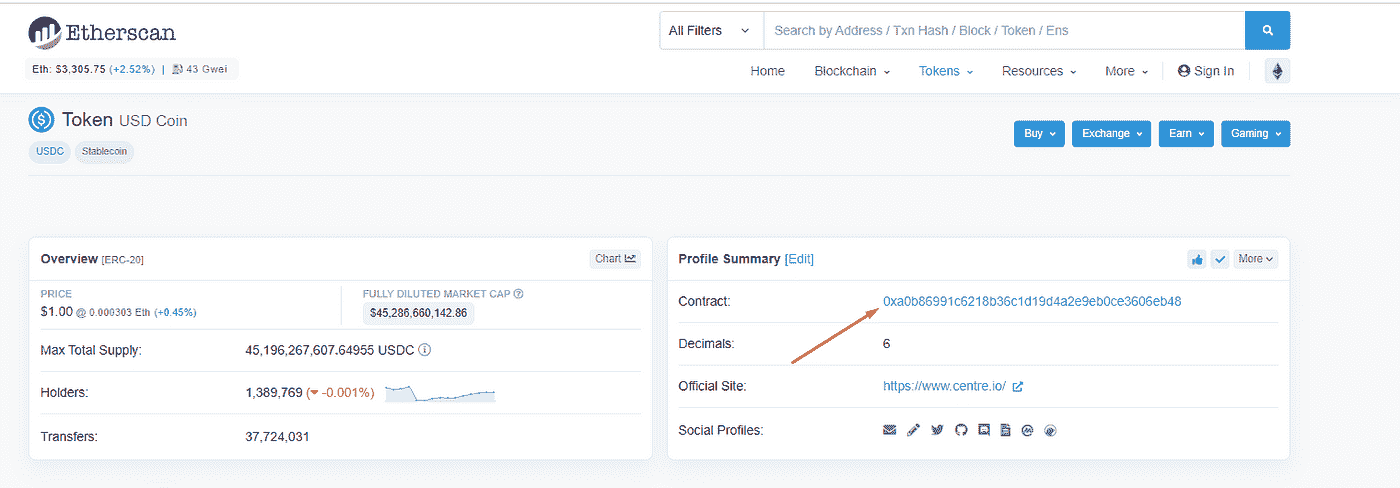 Etherscan
All Filters
Search by Address / Txn Hash / Block / Token / Ens
Eth: $3,305.75 (+2.52%) | 43 Gwei
Home Blockchain Tokens Resources More Sign In
Token USD Coin
USDC Stablecoin
Buy Exchange Earn Gaming
Overview [ERC-20] Chart
PRICE
$1.00 @ 0.000303 Eth (+0.45%)
FULLY DILUTED MARKET CAP
$45,286,660,142.86
Max Total Supply: 45,196,267,607.64955 USDC
Holders: 1,389,769 (-0.001%)
Transfers: 37,724,031
Profile Summary [Edit] More
Contract: 0xa0b86991c6218b36c1d19d4a2e9eb0ce3606eb48
Decimals: 6
Official Site: https://www.centre.io/
Social Profiles: